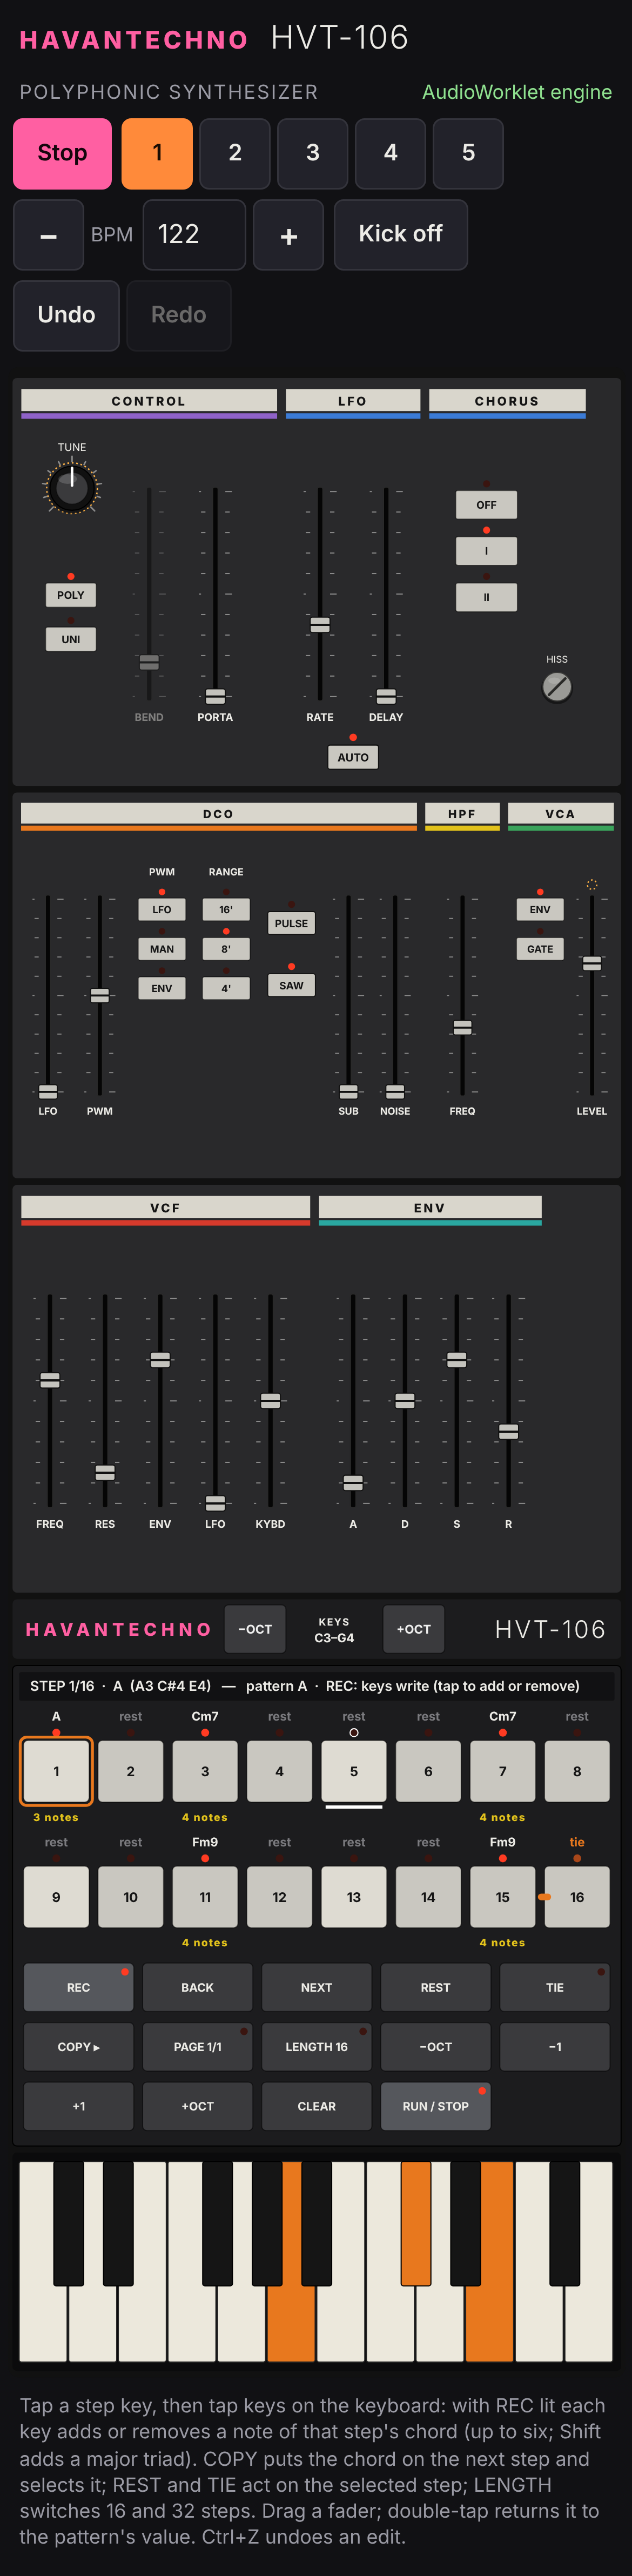 HAVANTECHNO HVT-106
POLYPHONIC SYNTHESIZER AudioWorklet engine
Stop 1 2 3 4 5
− BPM 122 + Kick off
Undo Redo
CONTROL LFO CHORUS
TUNE
OFF
I
POLY
II
UNI
HISS
BEND PORTA RATE DELAY
AUTO
DCO HPF VCA
PWM RANGE
LFO 16' ENV
PULSE
MAN 8' GATE
ENV 4' SAW
LFO PWM SUB NOISE FREQ LEVEL
VCF ENV
FREQ RES ENV LFO KYBD A D S R
HAVANTECHNO −OCT KEYS C3–G4 +OCT HVT-106
STEP 1/16 · A (A3 C#4 E4) — pattern A · REC: keys write (tap to add or remove)
A rest Cm7 rest rest rest Cm7 rest
1 2 3 4 5 6 7 8
3 notes 4 notes 4 notes
rest rest Fm9 rest rest rest Fm9 tie
9 10 11 12 13 14 15 16
4 notes 4 notes
REC BACK NEXT REST TIE
COPY ▸ PAGE 1/1 LENGTH 16 −OCT −1
+1 +OCT CLEAR RUN / STOP
Tap a step key, then tap keys on the keyboard: with REC lit each
key adds or removes a note of that step's chord (up to six; Shift
adds a major triad). COPY puts the chord on the next step and
selects it; REST and TIE act on the selected step; LENGTH
switches 16 and 32 steps. Drag a fader; double-tap returns it to
the pattern's value. Ctrl+Z undoes an edit.